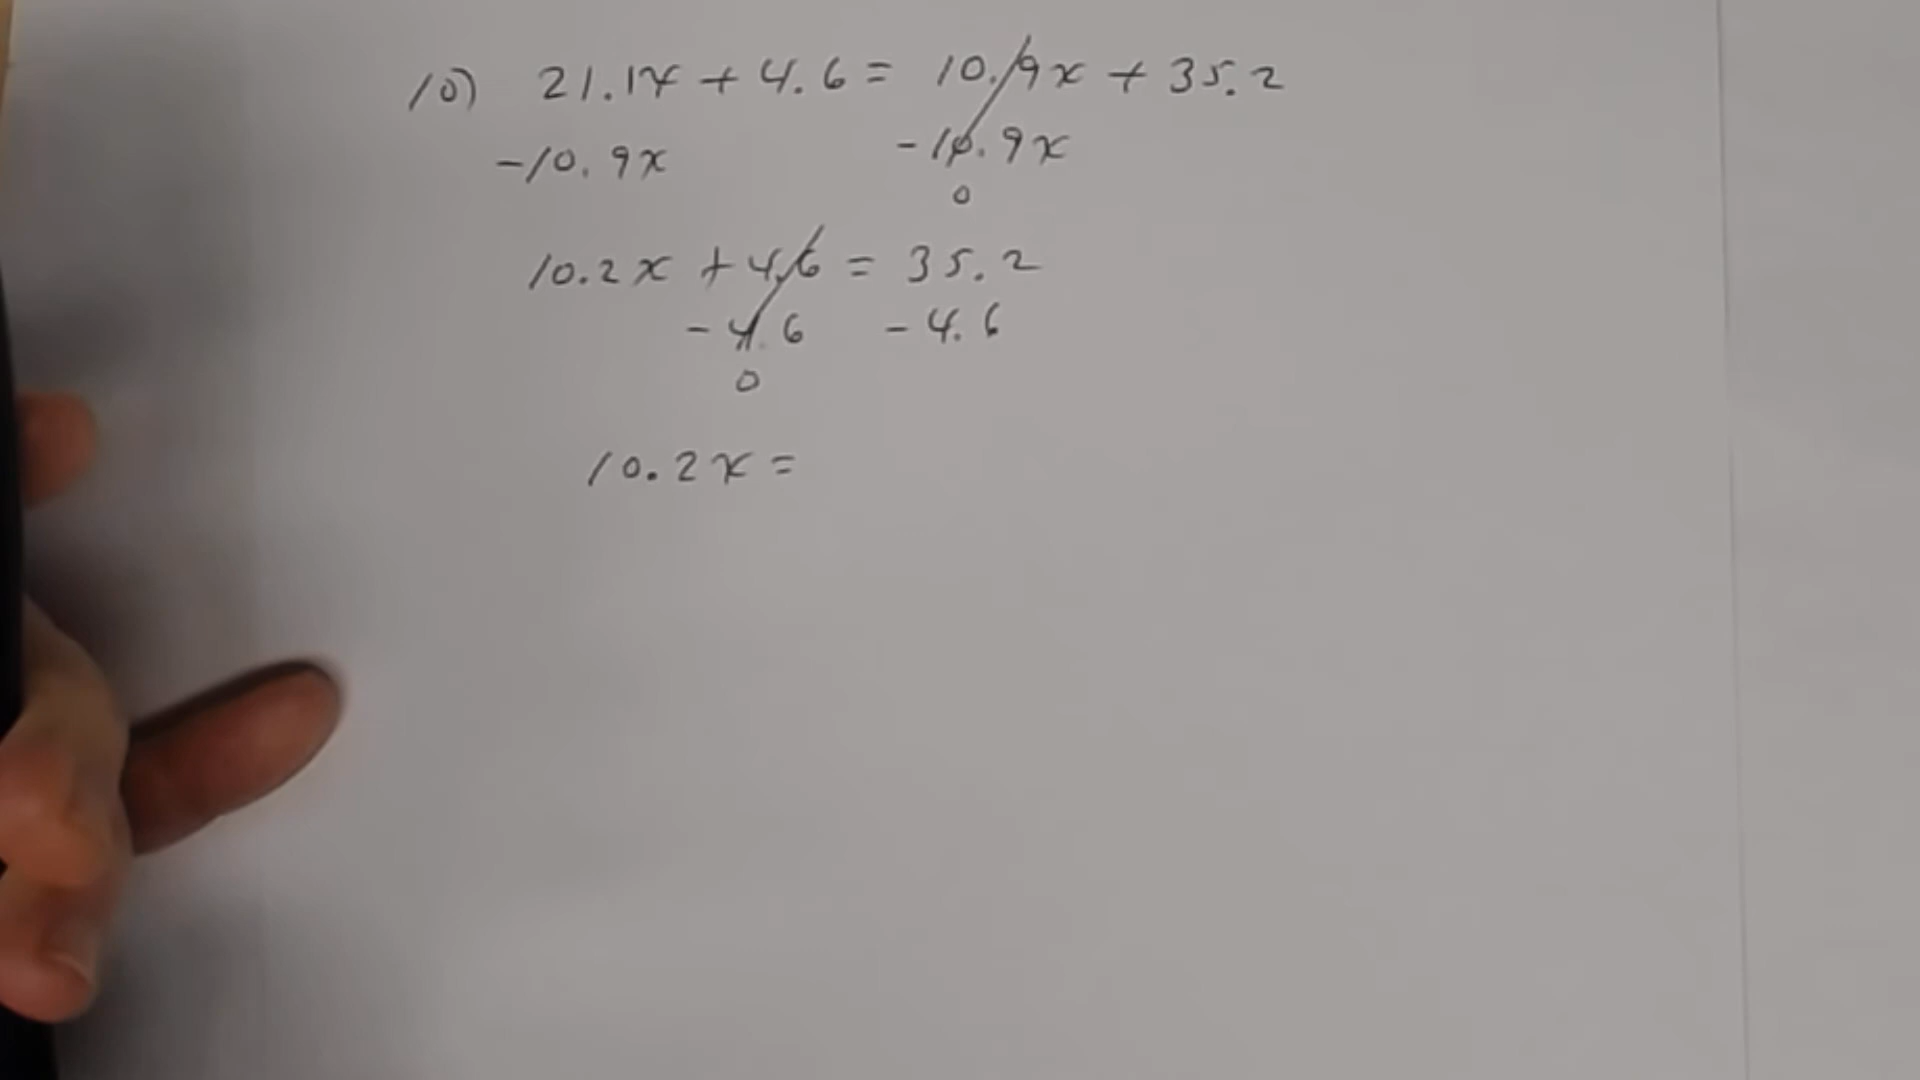 10) 21.1x + 4.6 = 10.9x + 35.2
-10.9x -10.9x
0
10.2x + 4.6 = 35.2
-4.6 -4.6
0
10.2x =